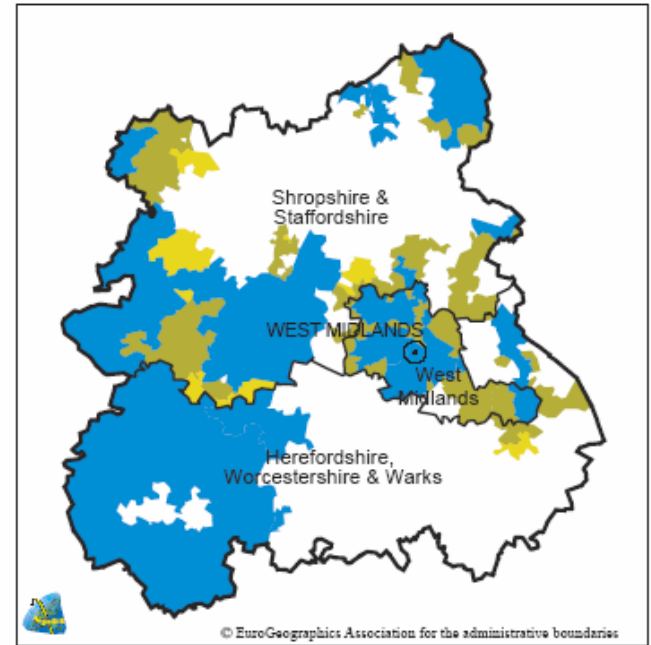 Shropshire &
Staffordshire
WEST MIDLANDS
West
Midlands
Herefordshire,
Worcestershire & Warks
© EuroGeographics Association for the administrative boundaries